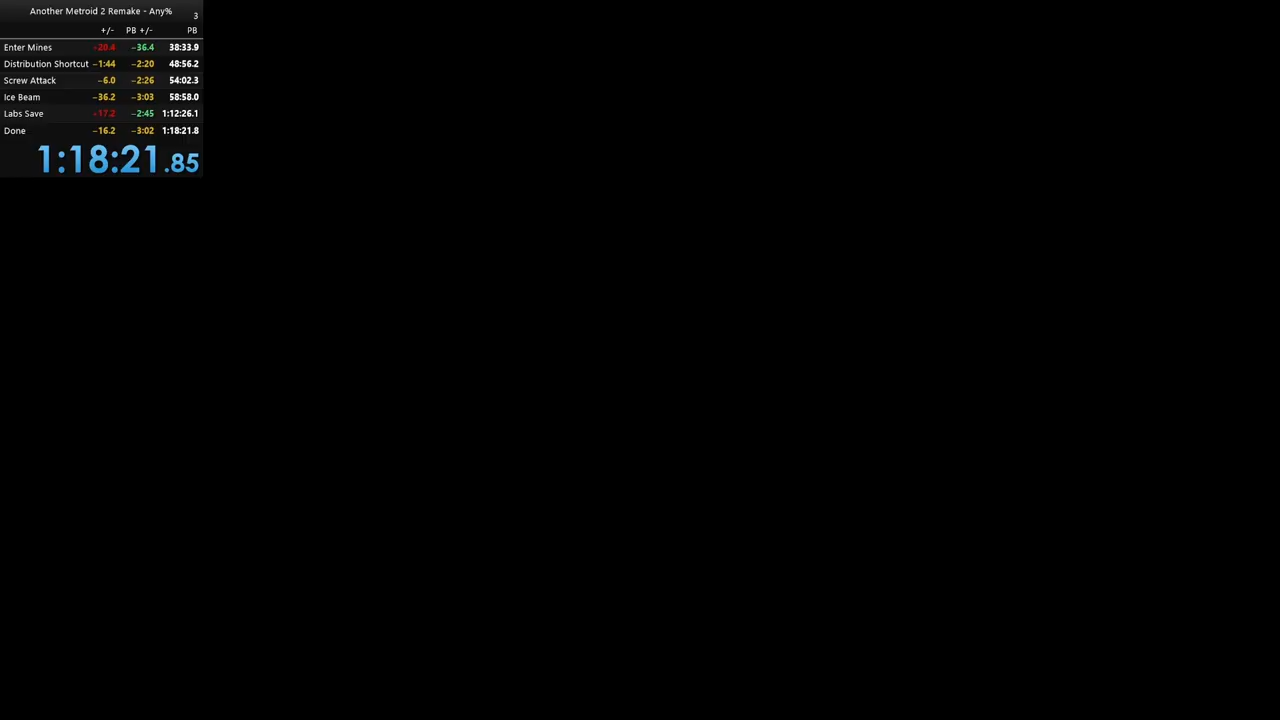 Another Metroid 2 Remake - Any%
3
+/- PB +/- PB
Enter Mines +20.4 −36.4 38:33.9
Distribution Shortcut −1:44 −2:20 48:56.2
Screw Attack −6.0 −2:26 54:02.3
Ice Beam −36.2 −3:03 58:58.0
Labs Save +17.2 −2:45 1:12:26.1
Done −16.2 −3:02 1:18:21.8
1:18:21.85